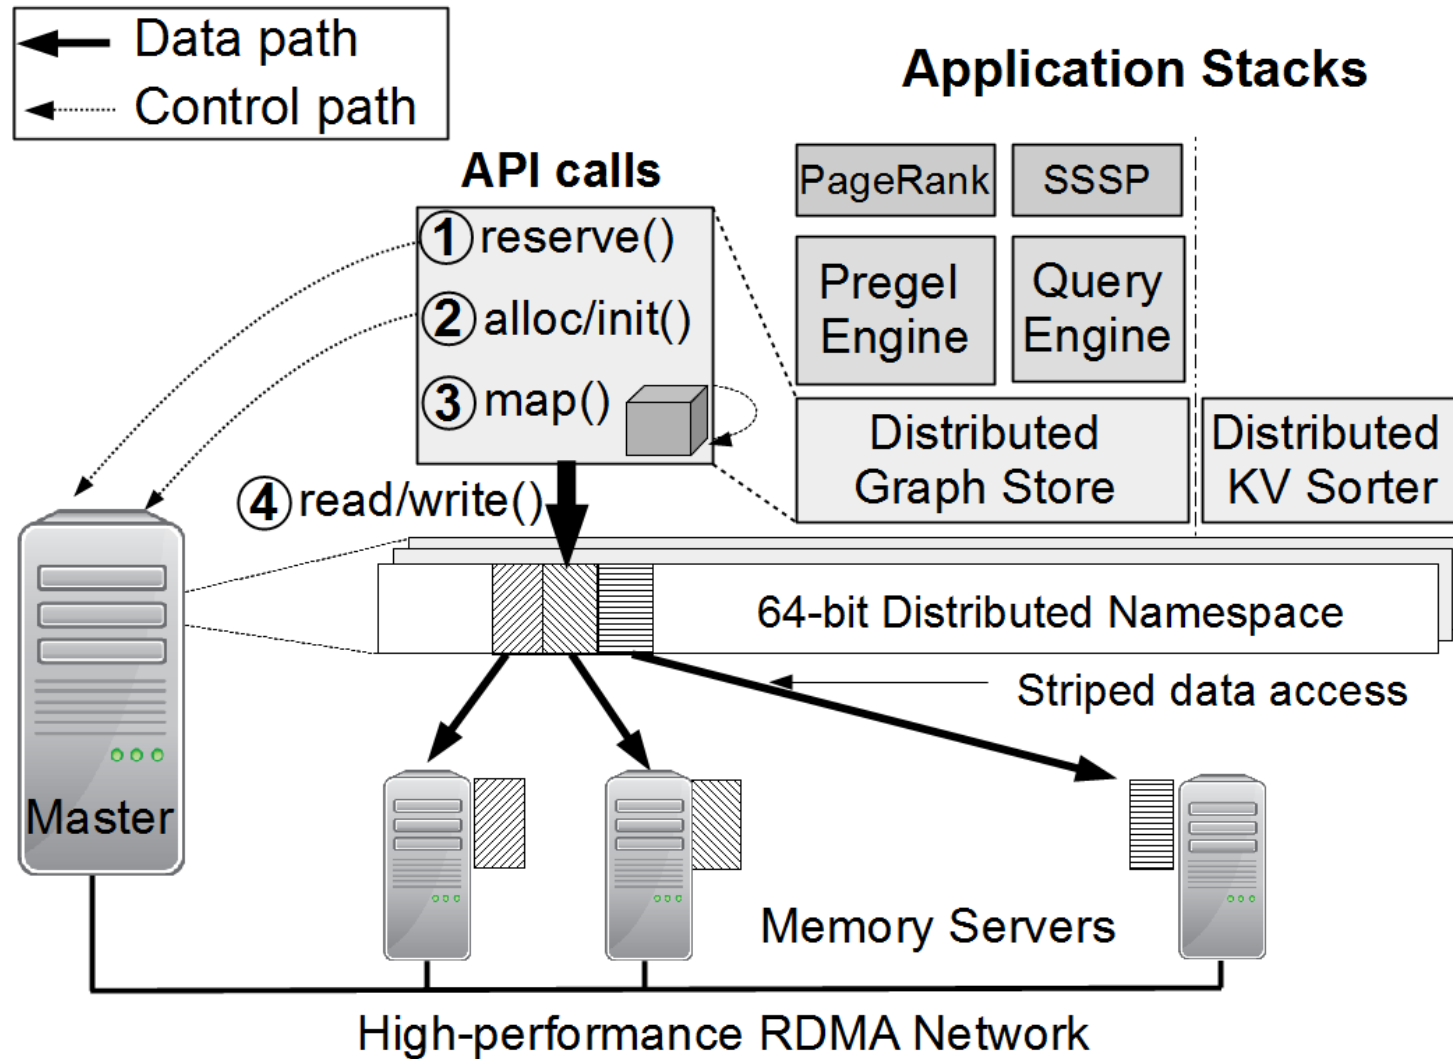 Data path
Control path
Application Stacks
API calls
PageRank
SSSP
1 reserve()
2 alloc/init()
3 map()
Pregel
Engine
Query
Engine
Distributed
Graph Store
Distributed
KV Sorter
4 read/write()
64-bit Distributed Namespace
Striped data access
Master
Memory Servers
High-performance RDMA Network